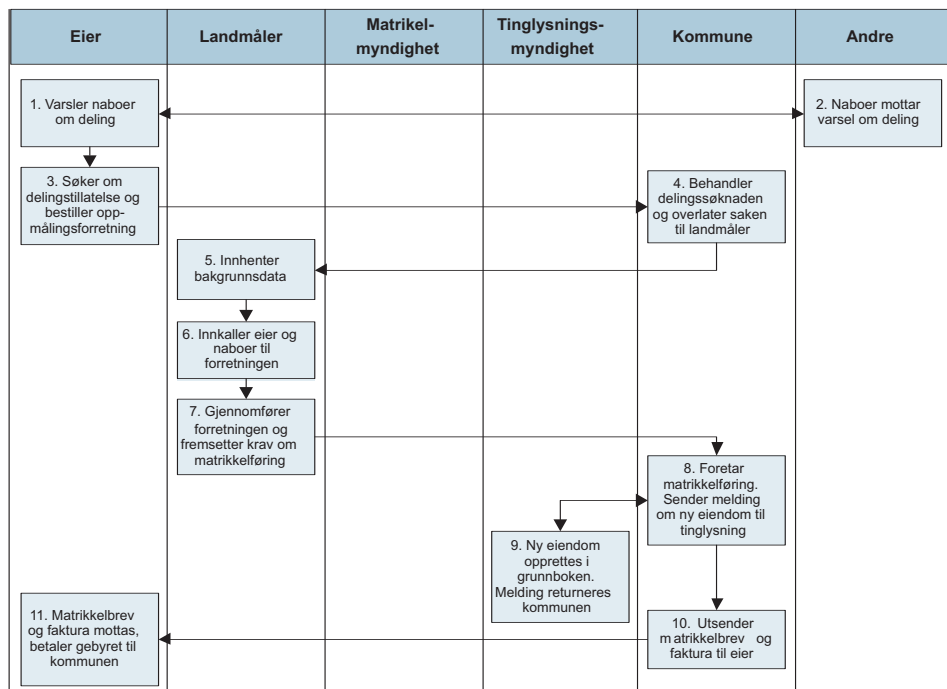 Eier
Landmåler
Matrikel-
myndighet
Tinglysnings-
myndighet
Kommune
Andre
1. Varsler naboer
om deling
2. Naboer mottar
varsel om deling
3. Søker om
delingstillatelse og
bestiller opp-
målingsforretning
4. Behandler
delingssøknaden
og overlater saken
til landmåler
5. Innhenter
bakgrunnsdata
6. Innkaller eier og
naboer til
forretningen
7. Gjennomfører
forretningen og
fremsetter krav om
matrikkelføring
8. Foretar
matrikkelføring.
Sender melding
om ny eiendom til
tinglysning
9. Ny eiendom
opprettes i
grunnboken.
Melding returneres
kommunen
10. Utsender
matrikkelbrev og
faktura til eier
11. Matrikkelbrev
og faktura mottas,
betaler gebyret til
kommunen